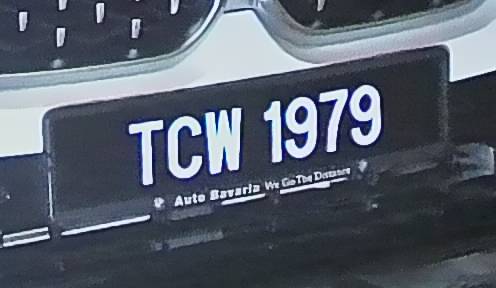 TCW 1979
Auto Bavaria We Go The Distance